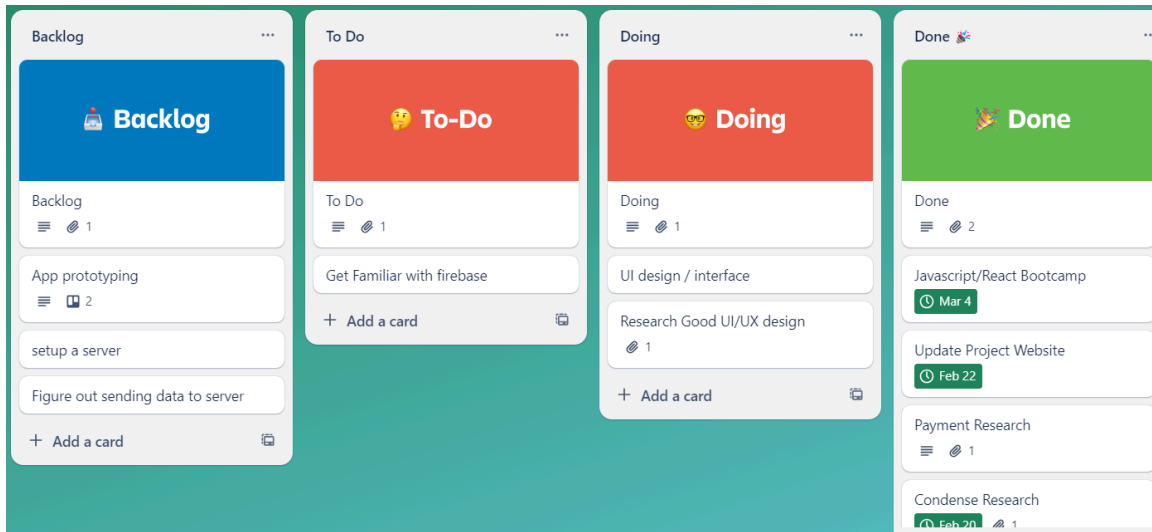 Backlog
Backlog
Backlog
1
App prototyping
2
setup a server
Figure out sending data to server
+ Add a card
To Do
To-Do
To Do
1
Get Familiar with firebase
+ Add a card
Doing
Doing
Doing
1
UI design / interface
Research Good UI/UX design
1
+ Add a card
Done 🎉
Done
Done
2
Javascript/React Bootcamp
Mar 4
Update Project Website
Feb 22
Payment Research
1
Condense Research
Feb 20
1